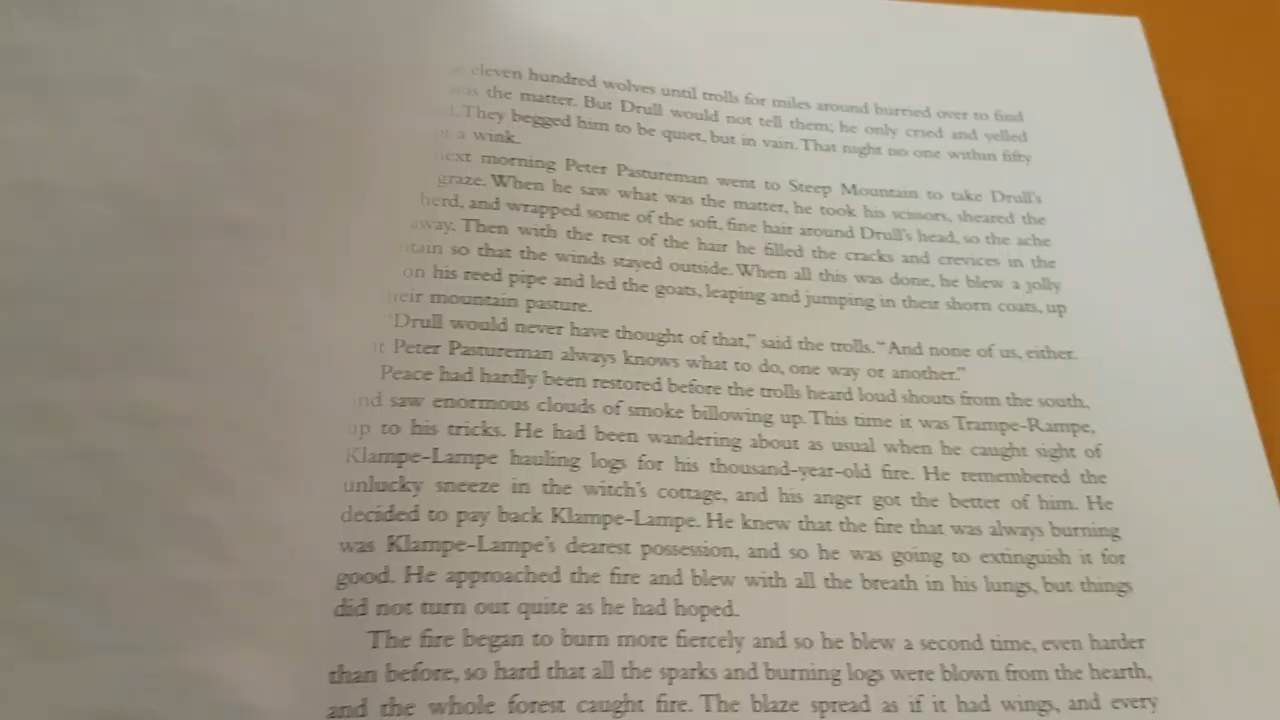 eleven hundred wolves until trolls for miles around hurried over to find
the matter. But Drull would not tell them; he only cried and yelled
They begged him to be quiet, but in vain. That night no one within fifty
a wink.
next morning Peter Pastureman went to Steep Mountain to take Drull's
graze. When he saw what was the matter, he took his scissors, sheared the
herd, and wrapped some of the soft, fine hair around Drull's head, so the ache
away. Then with the rest of the hair he filled the cracks and crevices in the
so that the winds stayed outside. When all this was done, he blew a jolly
on his reed pipe and led the goats, leaping and jumping in their shorn coats, up
their mountain pasture.
"Drull would never have thought of that," said the trolls. "And none of us, either.
Peter Pastureman always knows what to do, one way or another."
Peace had hardly been restored before the trolls heard loud shouts from the south,
and saw enormous clouds of smoke billowing up. This time it was Trampe-Rampe,
up to his tricks. He had been wandering about as usual when he caught sight of
Klampe-Lampe hauling logs for his thousand-year-old fire. He remembered the
unlucky sneeze in the witch's cottage, and his anger got the better of him. He
decided to pay back Klampe-Lampe. He knew that the fire that was always burning
was Klampe-Lampe's dearest possession, and so he was going to extinguish it for
good. He approached the fire and blew with all the breath in his lungs, but things
did not turn out quite as he had hoped.
The fire began to burn more fiercely and so he blew a second time, even harder
than before, so hard that all the sparks and burning logs were blown from the hearth,
and the whole forest caught fire. The blaze spread as if it had wings, and every